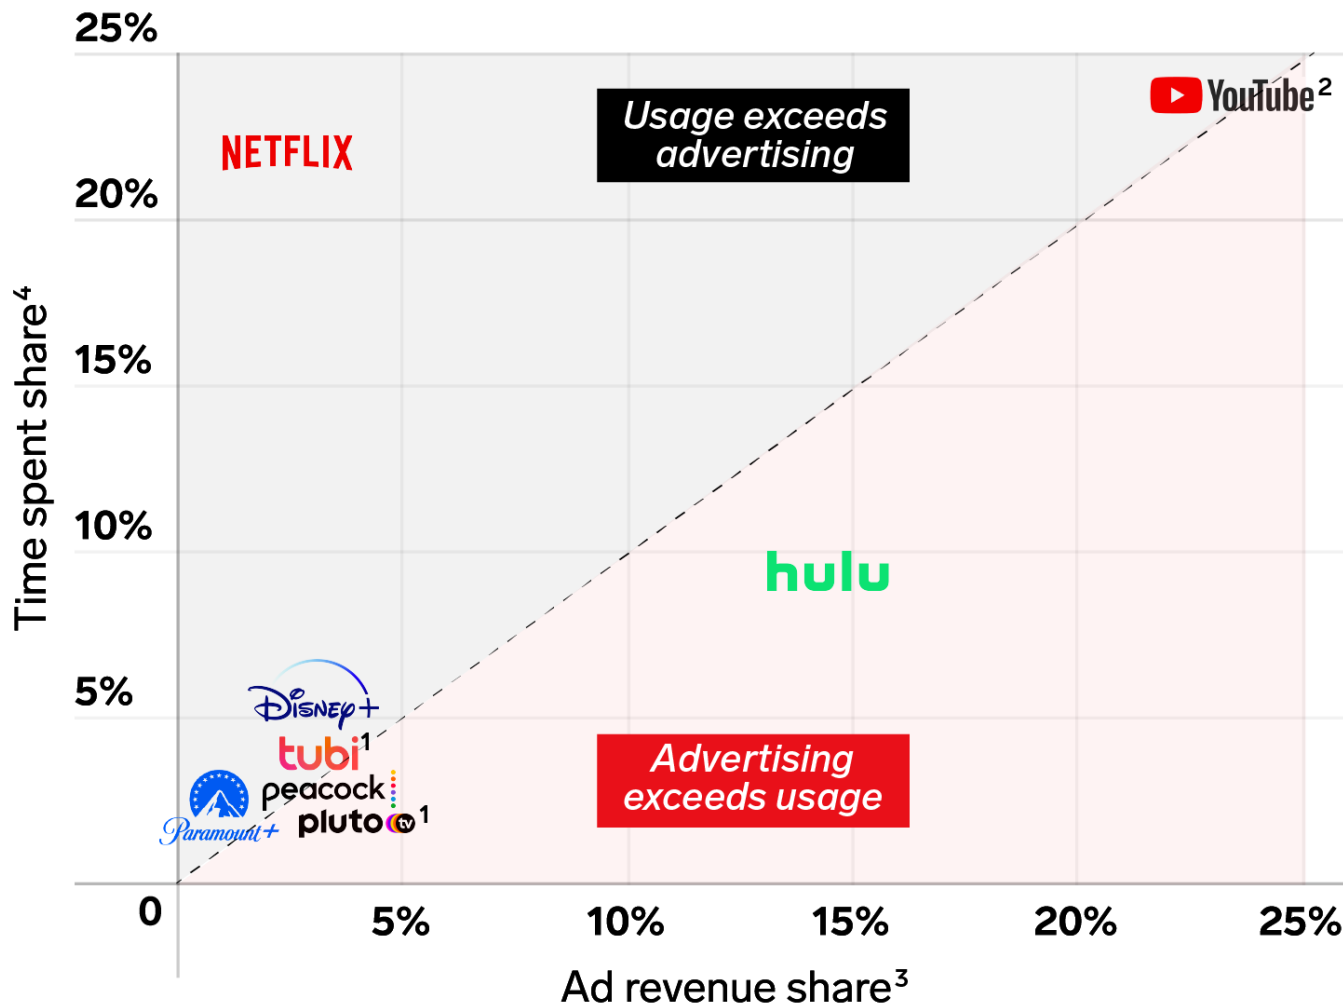 25%
YouTube²
Usage exceeds
advertising
NETFLIX
20%
Time spent share⁴
15%
10%
hulu
5%
Disney+
tubi¹
Advertising
exceeds usage
peacock
Paramount+
pluto tv¹
0
5%
10%
15%
20%
25%
Ad revenue share³